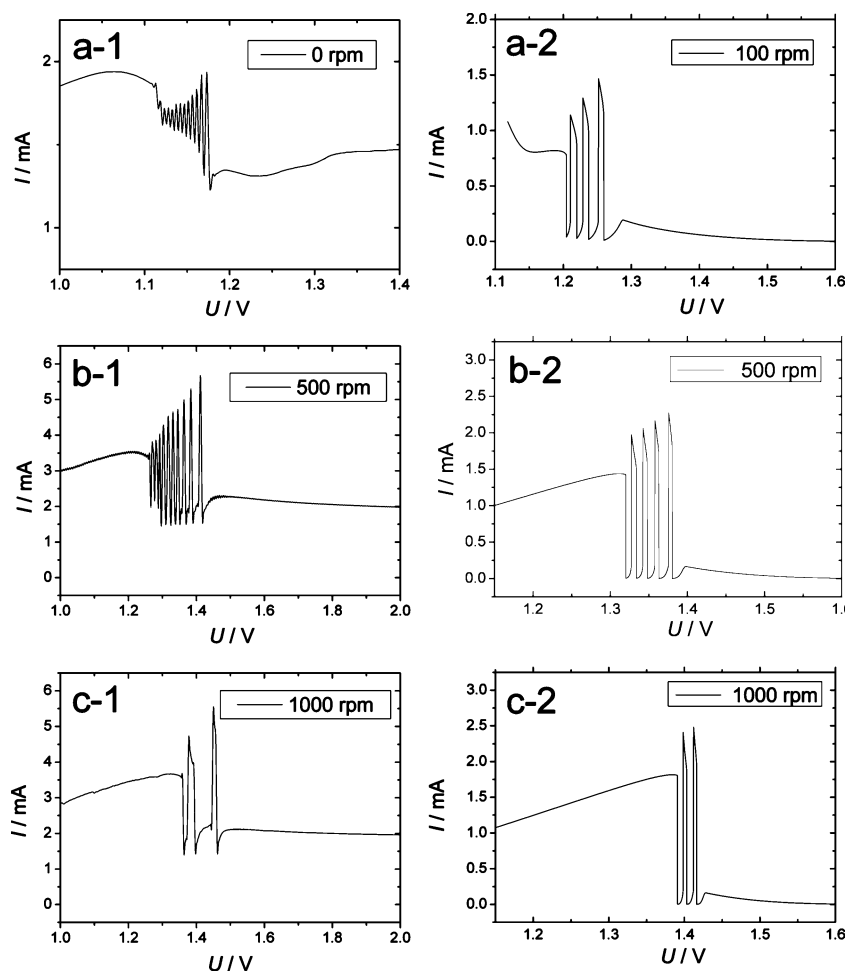 a-1
0 rpm
2
1
I / mA
1.0 1.1 1.2 1.3 1.4
U / V
a-2
100 rpm
2.0
1.5
1.0
0.5
0.0
I / mA
1.1 1.2 1.3 1.4 1.5 1.6
U / V
b-1
500 rpm
6
5
4
3
2
1
0
I / mA
1.0 1.2 1.4 1.6 1.8 2.0
U / V
b-2
500 rpm
3.0
2.5
2.0
1.5
1.0
0.5
0.0
I / mA
1.2 1.3 1.4 1.5 1.6
U / V
c-1
1000 rpm
6
5
4
3
2
1
0
I / mA
1.0 1.2 1.4 1.6 1.8 2.0
U / V
c-2
1000 rpm
3.0
2.5
2.0
1.5
1.0
0.5
0.0
I / mA
1.2 1.3 1.4 1.5 1.6
U / V